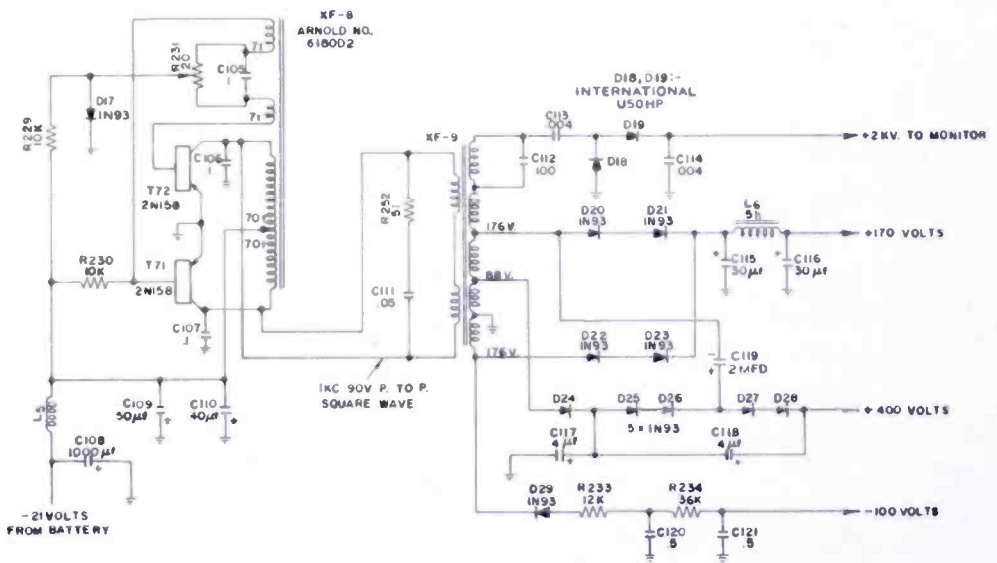 XF-8
ARNOLD NO.
6180D2
71
R231
20
C105
.1
71
R229
10K
D17
1N93
T72
2N158
C106
.1
70
70
R230
10K
T71
2N158
C107
.1
L5
C109
50µf
C110
40µf
C108
1000µf
-21 VOLTS
FROM BATTERY
R252
51
C111
.05
1KC 90V P. TO P.
SQUARE WAVE
XF-9
D18, D19:-
INTERNATIONAL
U50HP
C113
.004
D19
C112
100
D18
C114
.004
+2KV. TO MONITOR
176V.
D20
1N93
D21
1N93
L6
5h
+170 VOLTS
C115
30µf
C116
30µf
88V.
D22
1N93
D23
1N93
176V.
C119
2 MFD
D24
D25
D26
D27
D28
5 = 1N93
+400 VOLTS
C117
4µf
C118
4µf
D29
1N93
R233
12K
R234
36K
-100 VOLTS
C120
.5
C121
.5